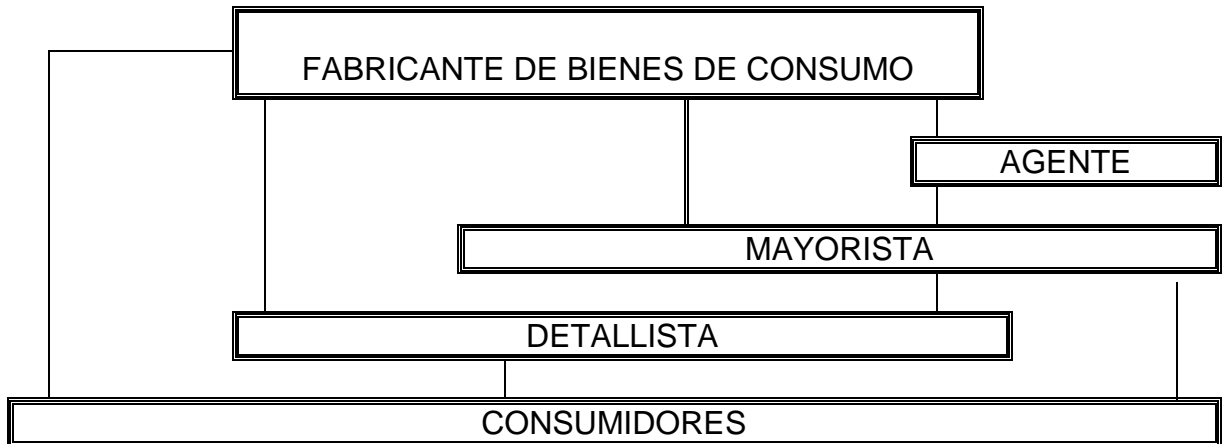 FABRICANTE DE BIENES DE CONSUMO
AGENTE
MAYORISTA
DETALLISTA
CONSUMIDORES